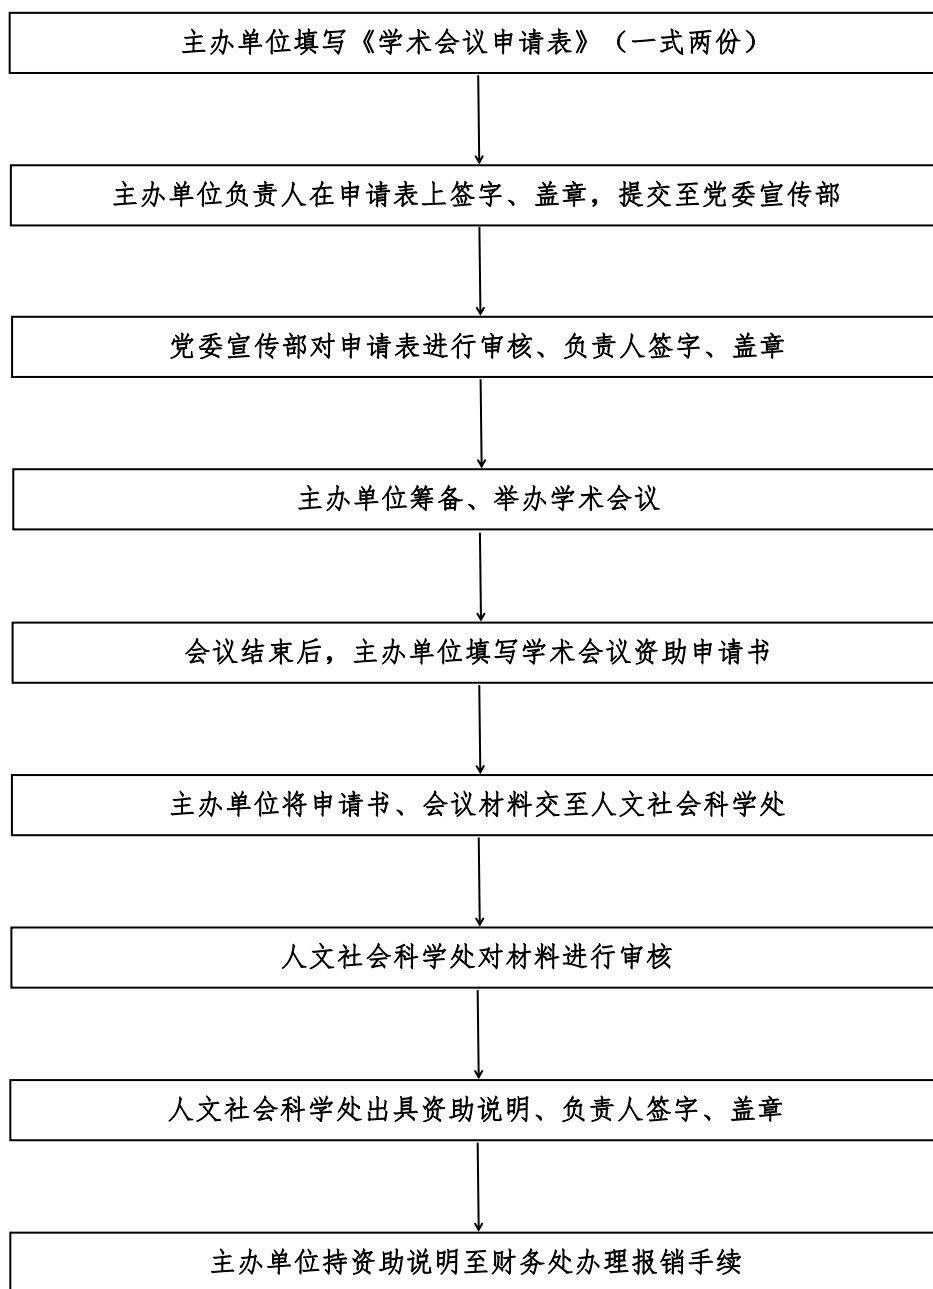 主办单位填写《学术会议申请表》（一式两份）
主办单位负责人在申请表上签字、盖章，提交至党委宣传部
党委宣传部对申请表进行审核、负责人签字、盖章
主办单位筹备、举办学术会议
会议结束后，主办单位填写学术会议资助申请书
主办单位将申请书、会议材料交至人文社会科学处
人文社会科学处对材料进行审核
人文社会科学处出具资助说明、负责人签字、盖章
主办单位持资助说明至财务处办理报销手续